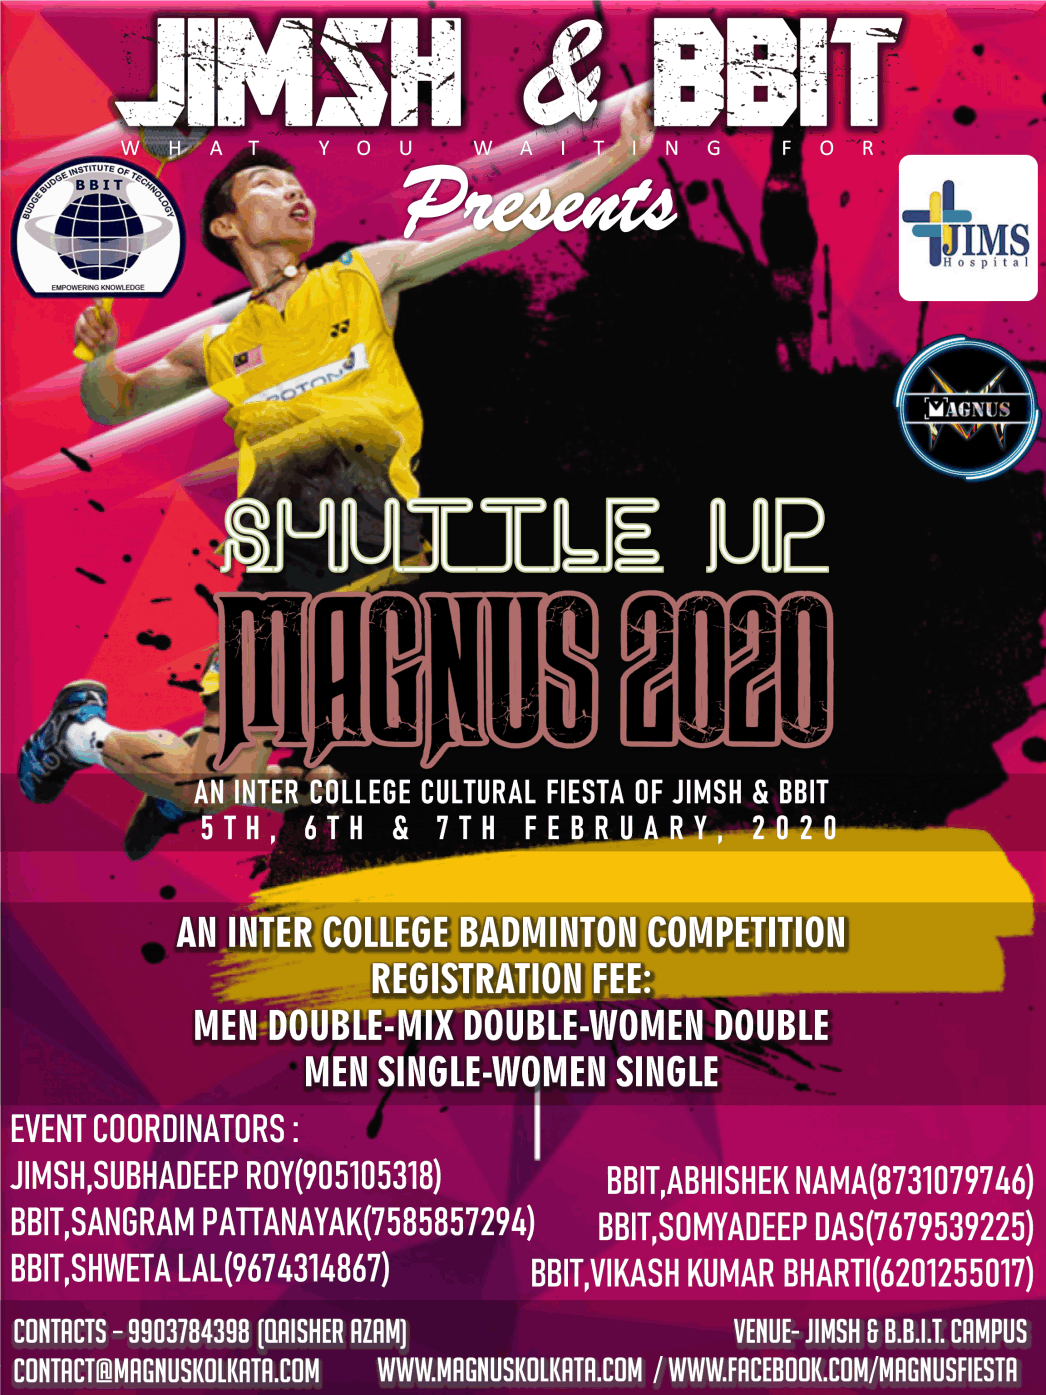 JIMSH & BBIT
WHAT YOU WAITING FOR
Presents
BUDGE BUDGE INSTITUTE OF TECHNOLOGY
BBIT
EMPOWERING KNOWLEDGE
JIMS
Hospital
MAGNUS
SHUTTLE UP
MAGNUS 2020
AN INTER COLLEGE CULTURAL FIESTA OF JIMSH & BBIT
5TH, 6TH & 7TH FEBRUARY, 2020
AN INTER COLLEGE BADMINTON COMPETITION
REGISTRATION FEE:
MEN DOUBLE-MIX DOUBLE-WOMEN DOUBLE
MEN SINGLE-WOMEN SINGLE
EVENT COORDINATORS :
JIMSH,SUBHADEEP ROY(905105318)
BBIT,SANGRAM PATTANAYAK(7585857294)
BBIT,SHWETA LAL(9674314867)
BBIT,ABHISHEK NAMA(8731079746)
BBIT,SOMYADEEP DAS(7679539225)
BBIT,VIKASH KUMAR BHARTI(6201255017)
CONTACTS - 9903784398 (QAISHER AZAM)
VENUE- JIMSH & B.B.I.T. CAMPUS
CONTACT@MAGNUSKOLKATA.COM
WWW.MAGNUSKOLKATA.COM / WWW.FACEBOOK.COM/MAGNUSFIESTA